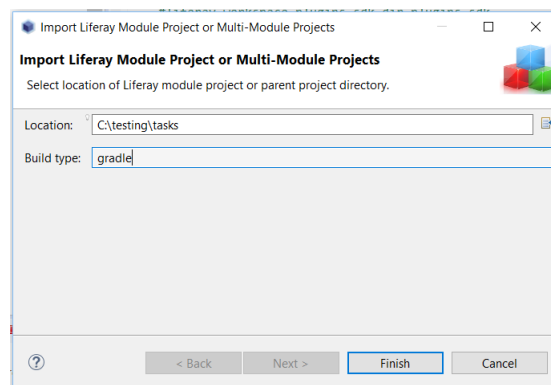 Import Liferay Module Project or Multi-Module Projects
Import Liferay Module Project or Multi-Module Projects
Select location of Liferay module project or parent project directory.
Location: C:\testing\tasks
Build type: gradle
? < Back Next > Finish Cancel